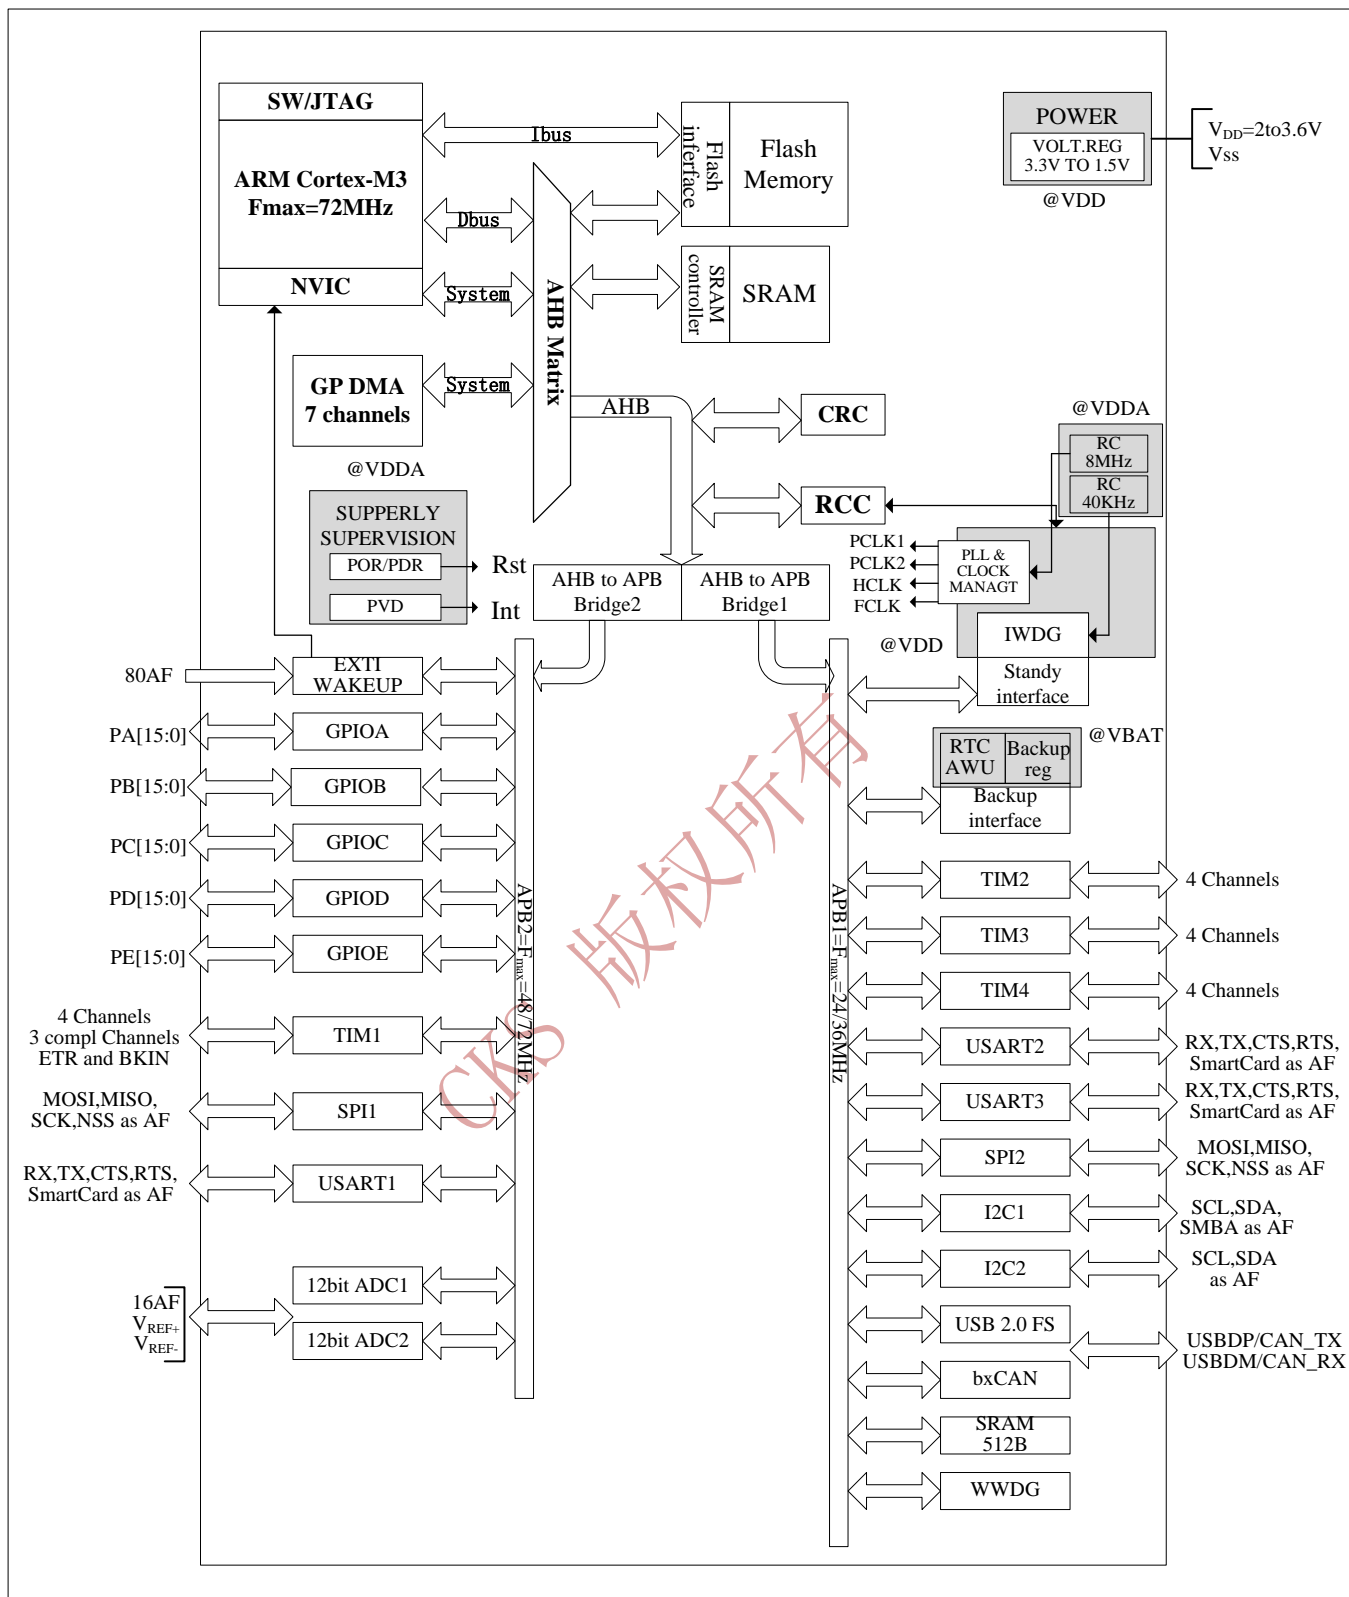 SW/JTAG
ARM Cortex-M3
Fmax=72MHz
NVIC
Ibus
Dbus
System
System
GP DMA
7 channels
AHB Matrix
Flash
inferface
Flash
Memory
SRAM
controller
SRAM
POWER
VOLT.REG
3.3V TO 1.5V
@VDD
VDD=2to3.6V
Vss
AHB
CRC
RCC
@VDDA
RC
8MHz
RC
40KHz
@VDDA
SUPPERLY
SUPERVISION
POR/PDR
PVD
Rst
Int
AHB to APB
Bridge2
AHB to APB
Bridge1
PCLK1
PCLK2
HCLK
FCLK
PLL &
CLOCK
MANAGT
@VDD
IWDG
Standy
interface
@VBAT
RTC
AWU
Backup
reg
Backup
interface
80AF
EXTI
WAKEUP
PA[15:0]
GPIOA
PB[15:0]
GPIOB
PC[15:0]
GPIOC
PD[15:0]
GPIOD
PE[15:0]
GPIOE
4 Channels
3 compl Channels
ETR and BKIN
TIM1
MOSI,MISO,
SCK,NSS as AF
SPI1
RX,TX,CTS,RTS,
SmartCard as AF
USART1
16AF
VREF+
VREF-
12bit ADC1
12bit ADC2
APB2=Fmax=48/72MHz
APB1=Fmax=24/36MHz
TIM2
4 Channels
TIM3
4 Channels
TIM4
4 Channels
USART2
RX,TX,CTS,RTS,
SmartCard as AF
USART3
RX,TX,CTS,RTS,
SmartCard as AF
SPI2
MOSI,MISO,
SCK,NSS as AF
I2C1
SCL,SDA,
SMBA as AF
I2C2
SCL,SDA
as AF
USB 2.0 FS
USBDP/CAN_TX
USBDM/CAN_RX
bxCAN
SRAM
512B
WWDG
CKS 版权所有